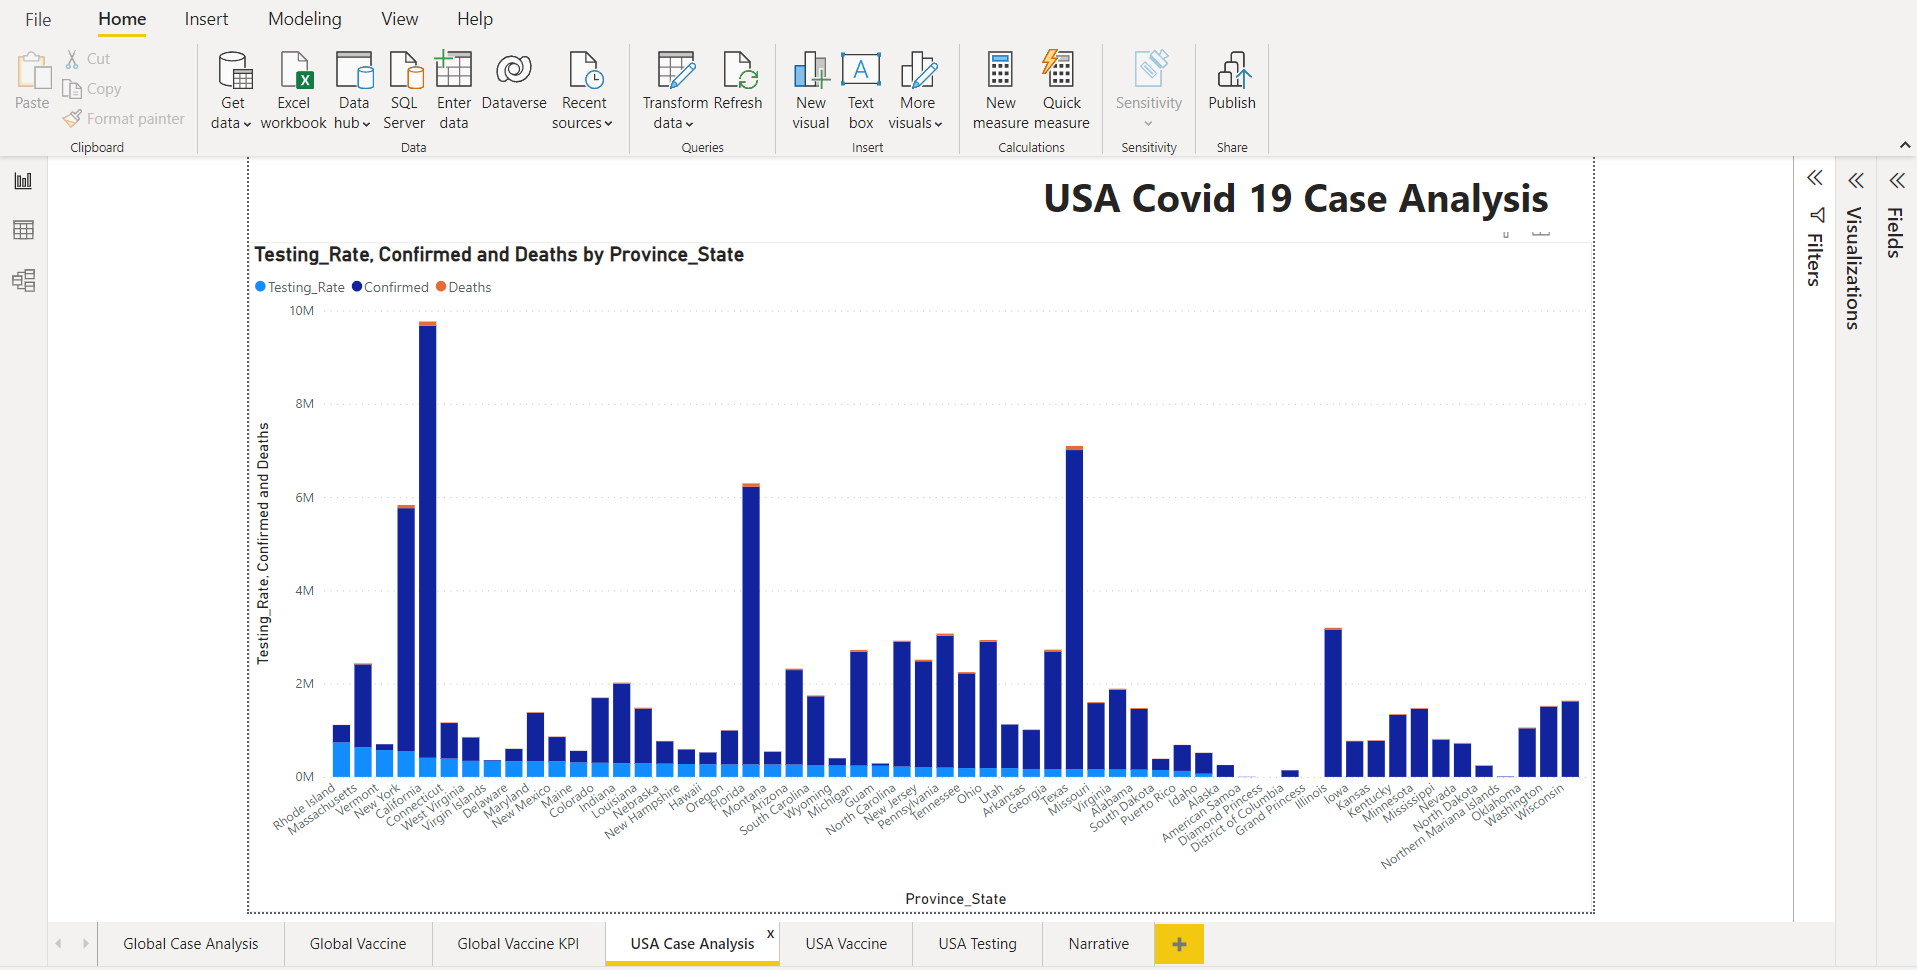 File Home Insert Modeling View Help
Paste
Cut
Copy
Format painter
Clipboard
Get data
Excel workbook
Data hub
SQL Server
Enter data
Dataverse
Recent sources
Data
Transform data
Refresh
Queries
New visual
A
Text box
More visuals
Insert
New measure
Quick measure
Calculations
Sensitivity
Sensitivity
Publish
Share
USA Covid 19 Case Analysis
Testing_Rate, Confirmed and Deaths by Province_State
Testing_Rate Confirmed Deaths
10M
8M
6M
4M
2M
0M
Testing_Rate, Confirmed and Deaths
Rhode Island
Massachusetts
Vermont
New York
California
Connecticut
West Virginia
Virgin Islands
Delaware
Maryland
New Mexico
Maine
Colorado
Indiana
Louisiana
Nebraska
New Hampshire
Hawaii
Oregon
Florida
Montana
Arizona
South Carolina
Wyoming
Michigan
Guam
North Carolina
New Jersey
Pennsylvania
Tennessee
Ohio
Utah
Arkansas
Georgia
Texas
Missouri
Virginia
Alabama
South Dakota
Puerto Rico
Idaho
Alaska
American Samoa
Diamond Princess
District of Columbia
Grand Princess
Illinois
Iowa
Kansas
Kentucky
Minnesota
Mississippi
Nevada
North Dakota
Northern Mariana Islands
Oklahoma
Washington
Wisconsin
Province_State
Filters
Visualizations
Fields
Global Case Analysis
Global Vaccine
Global Vaccine KPI
USA Case Analysis x
USA Vaccine
USA Testing
Narrative
+